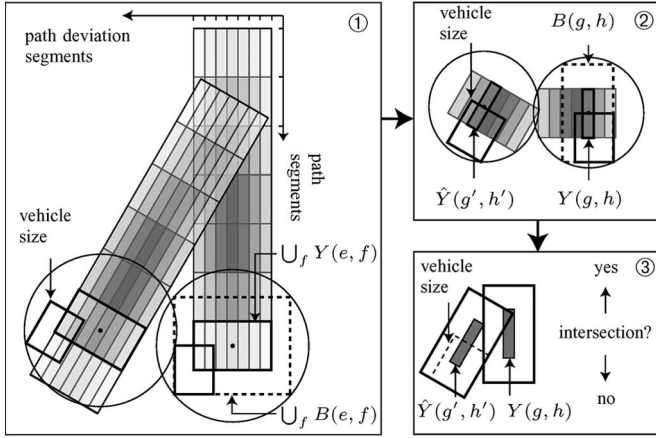 ①
path deviation
segments
path
segments
vehicle
size
⋃_f Y(e, f)
⋃_f B(e, f)
②
vehicle
size
B(g, h)
Ŷ(g′, h′)
Y(g, h)
③
vehicle
size
yes
intersection?
no
Ŷ(g′, h′)
Y(g, h)